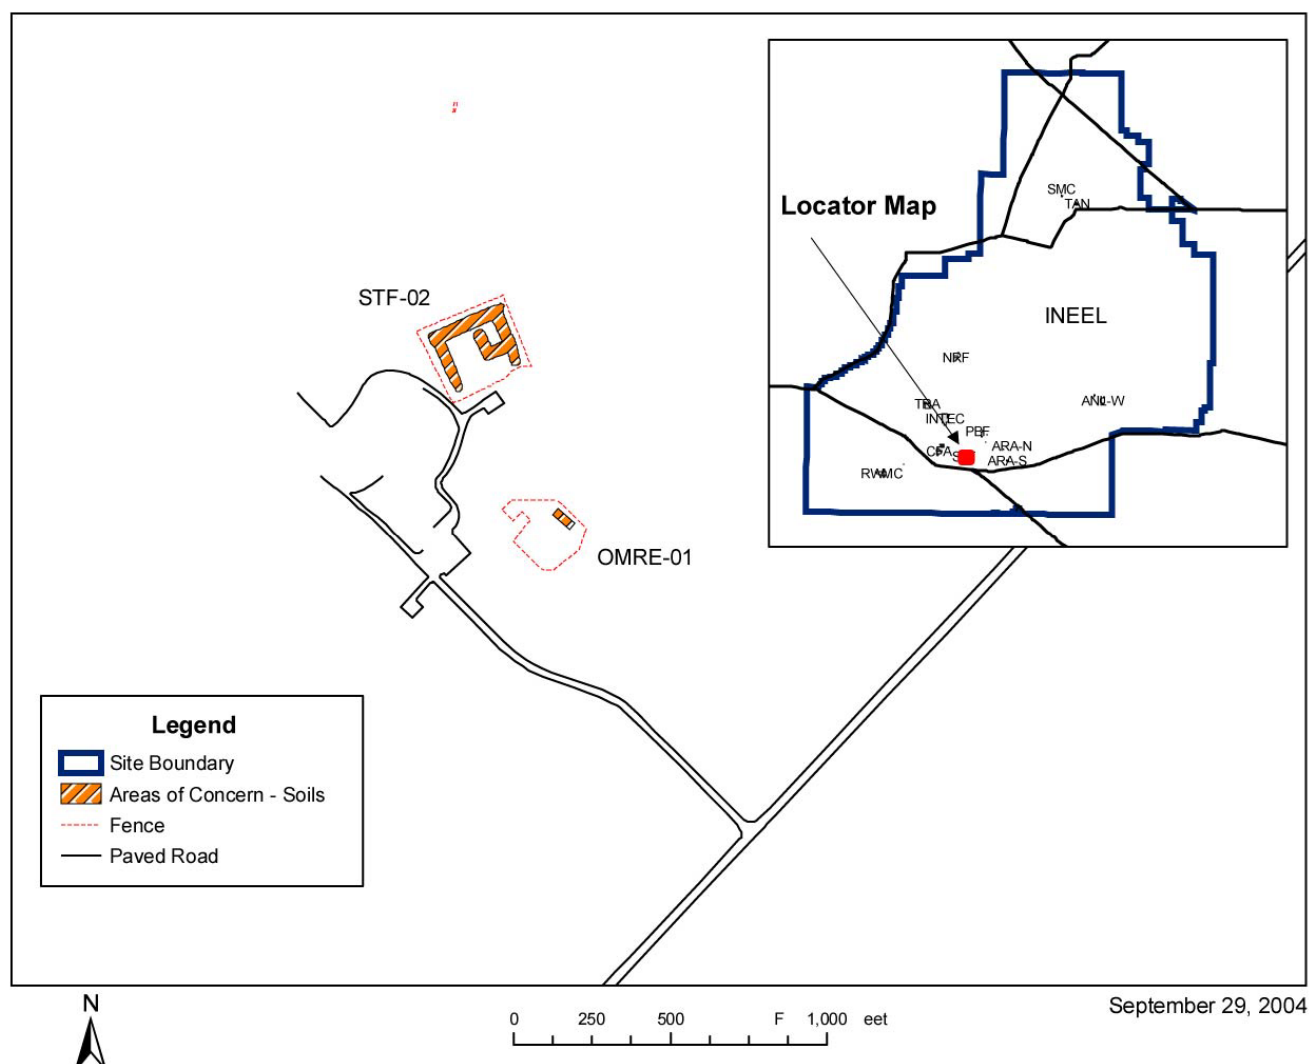 SMC
TAN
Locator Map
STF-02
INEEL
NRF
TRA
INTEC
ANL-W
PBF
ARA-N
CFA
ARA-S
RWMC
OMRE-01
Legend
Site Boundary
Areas of Concern - Soils
Fence
Paved Road
N
September 29, 2004
0 250 500 F 1,000 eet